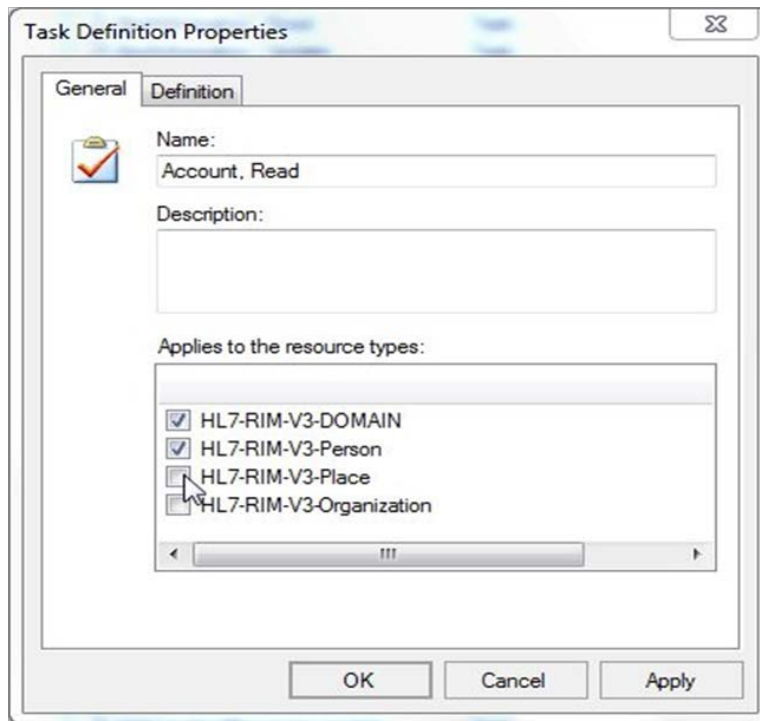 Task Definition Properties
General
Definition
Name:
Account, Read
Description:
Applies to the resource types:
HL7-RIM-V3-DOMAIN
HL7-RIM-V3-Person
HL7-RIM-V3-Place
HL7-RIM-V3-Organization
OK
Cancel
Apply